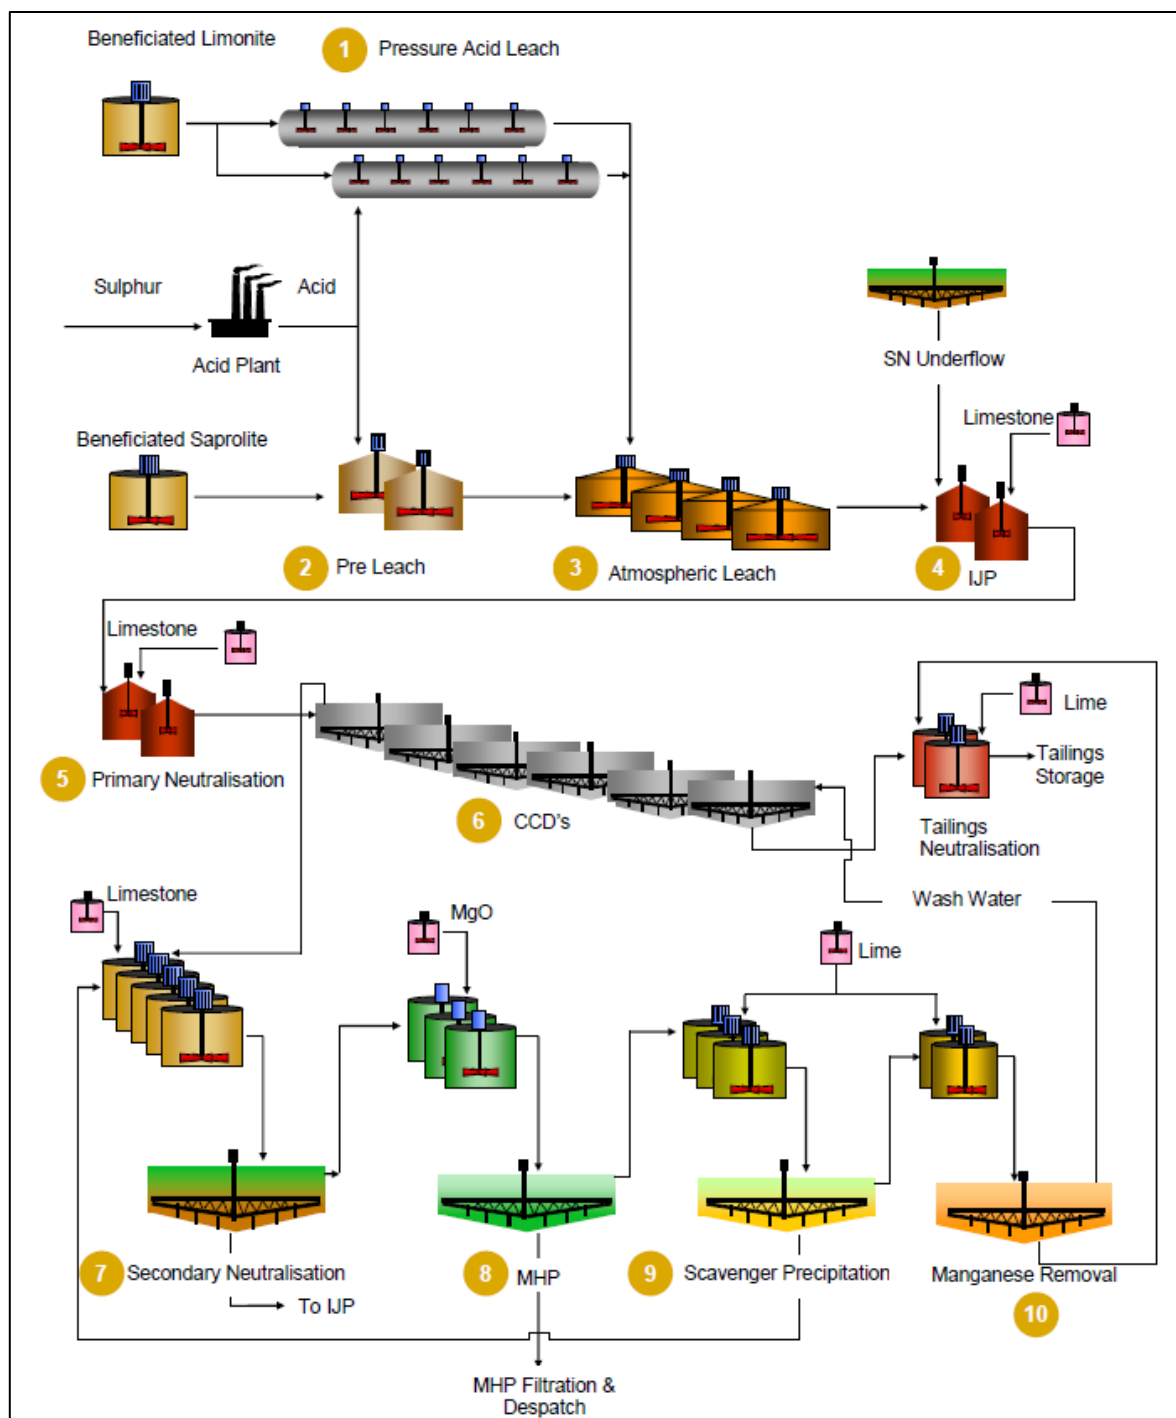 Beneficiated Limonite
1
Pressure Acid Leach
Sulphur
Acid
Acid Plant
SN Underflow
Limestone
Beneficiated Saprolite
2
Pre Leach
3
Atmospheric Leach
4
IJP
Limestone
5
Primary Neutralisation
6
CCD's
Lime
Tailings
Storage
Tailings
Neutralisation
Wash Water
Limestone
MgO
Lime
7
Secondary Neutralisation
To IJP
8
MHP
9
Scavenger Precipitation
Manganese Removal
10
MHP Filtration &
Despatch